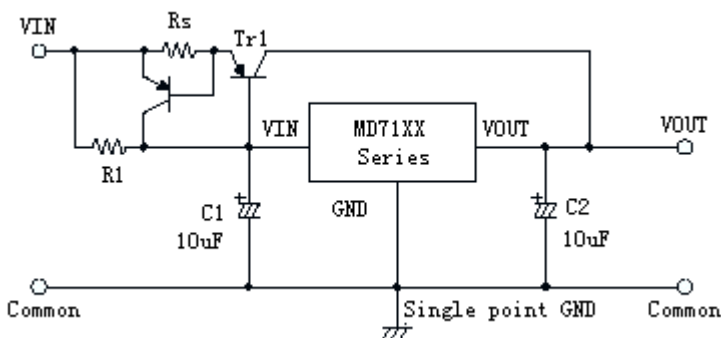 VIN
Rs
Tr1
VIN
MD71XX
Series
VOUT
VOUT
R1
C1
10uF
GND
C2
10uF
Common
Single point GND
Common